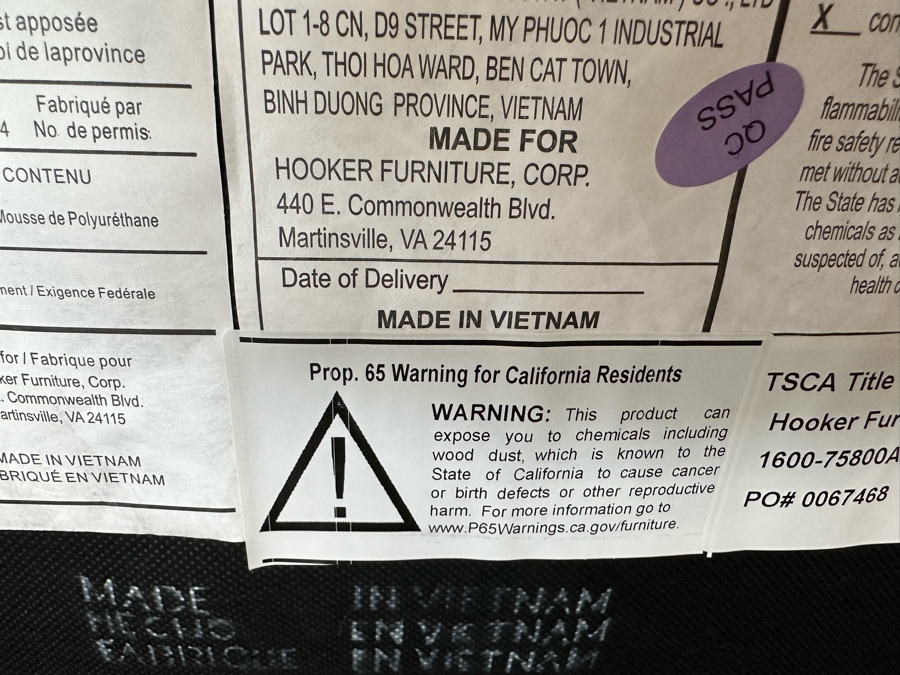 st apposée
oi de laprovince
Fabriqué par
4 No. de permis:
CONTENU
Mousse de Polyuréthane
ment / Exigence Fedérale
for / Fabrique pour
ker Furniture, Corp.
. Commonwealth Blvd.
artinsville, VA 24115
MADE IN VIETNAM
BRIQUÉ EN VIETNAM
LOT 1-8 CN, D9 STREET, MY PHUOC 1 INDUSTRIAL
PARK, THOI HOA WARD, BEN CAT TOWN,
BINH DUONG PROVINCE, VIETNAM
MADE FOR
HOOKER FURNITURE, CORP.
440 E. Commonwealth Blvd.
Martinsville, VA 24115
Date of Delivery
MADE IN VIETNAM
QC
PASS
X con
The S
flammabili
fire safety re
met without a
The State has
chemicals as
suspected of, a
health c
Prop. 65 Warning for California Residents
WARNING: This product can
expose you to chemicals including
wood dust, which is known to the
State of California to cause cancer
or birth defects or other reproductive
harm. For more information go to
www.P65Warnings.ca.gov/furniture.
TSCA Title
Hooker Fur
1600-75800A
PO# 0067468
MADE IN VIETNAM
HECHO EN VIETNAM
FABRIQUE EN VIETNAM